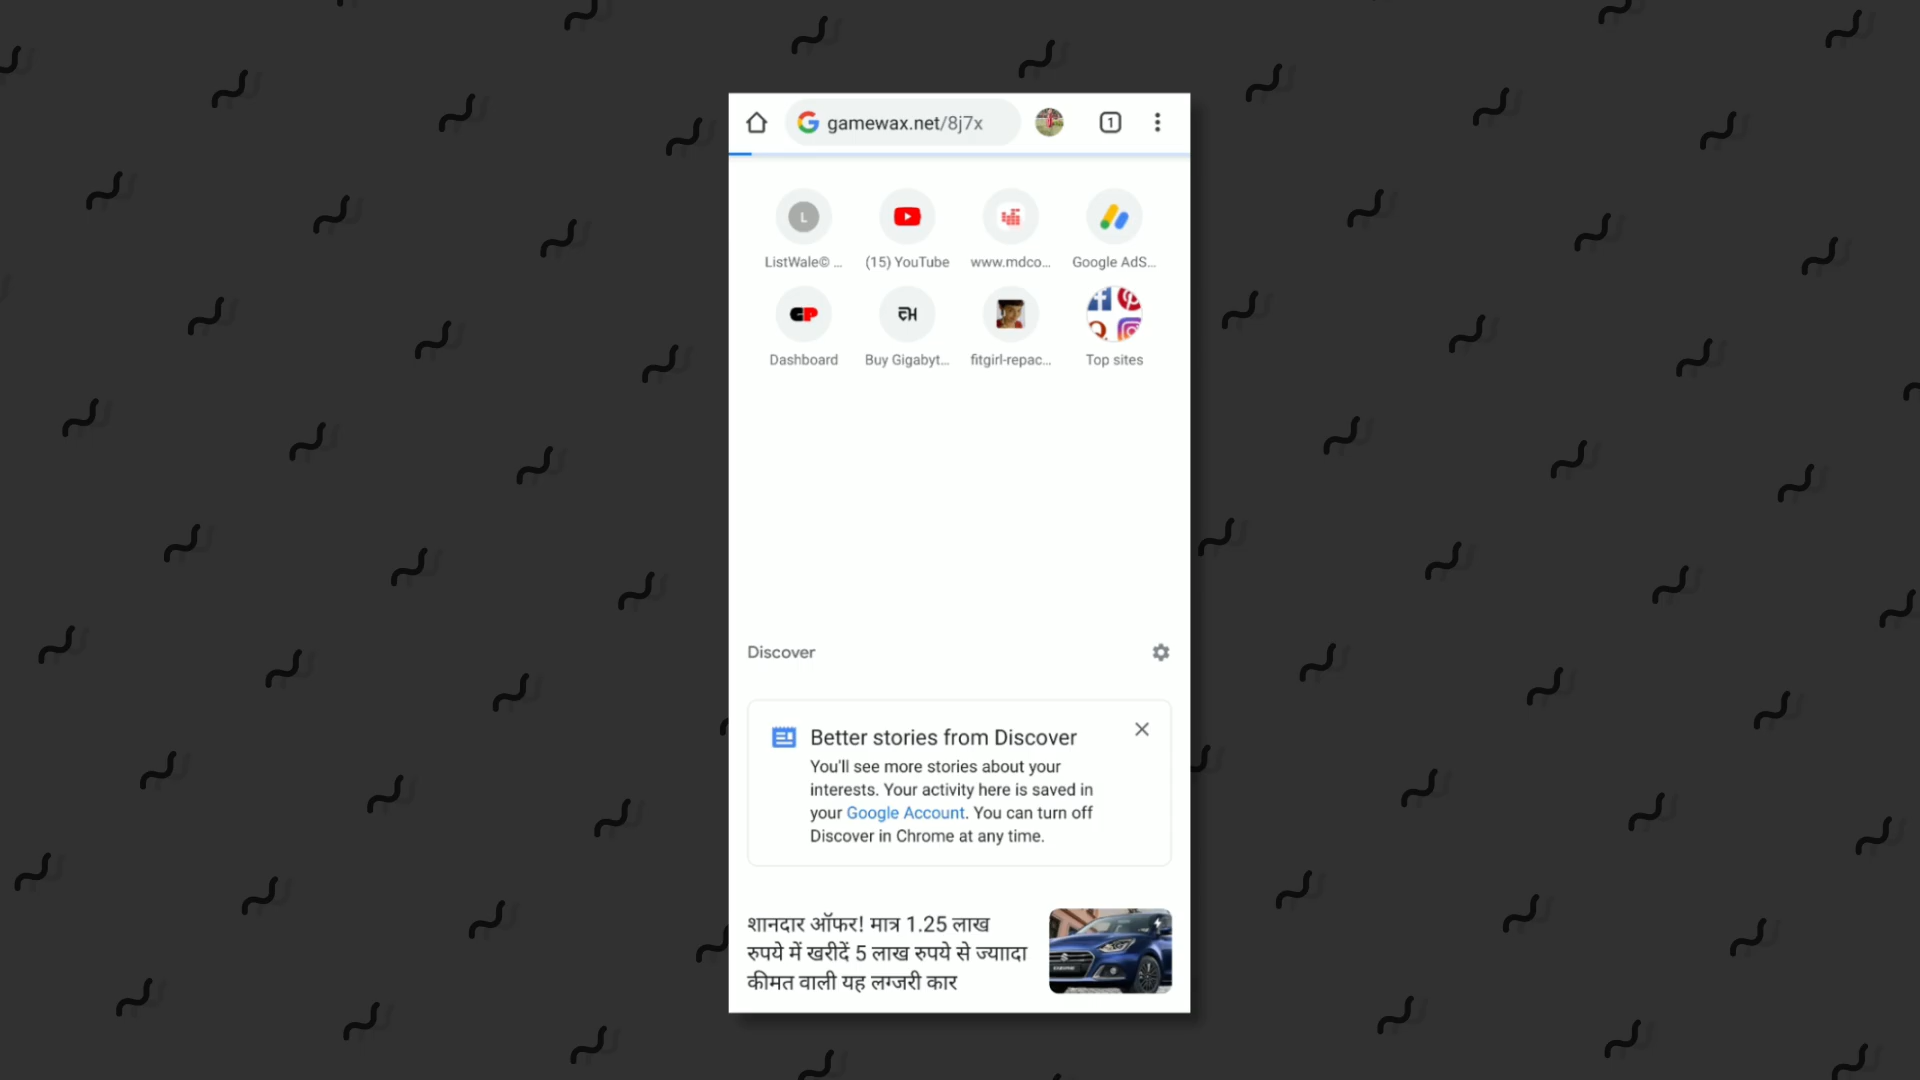 gamewax.net/8j7x
1
L
ListWale© ...
(15) YouTube
www.mdco...
Google AdS...
Dashboard
Buy Gigabyt...
fitgirl-repac...
Top sites
Discover
Better stories from Discover
You'll see more stories about your
interests. Your activity here is saved in
your Google Account. You can turn off
Discover in Chrome at any time.
शानदार ऑफर! मात्र 1.25 लाख
रुपये में खरीदें 5 लाख रुपये से ज्याादा
कीमत वाली यह लग्जरी कार